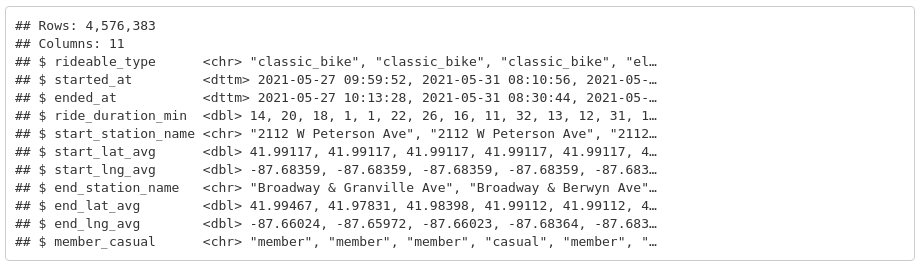 ## Rows: 4,576,383
## Columns: 11
## $ rideable_type      <chr> "classic_bike", "classic_bike", "classic_bike", "el…
## $ started_at         <dttm> 2021-05-27 09:59:52, 2021-05-31 08:10:56, 2021-05-…
## $ ended_at           <dttm> 2021-05-27 10:13:28, 2021-05-31 08:30:44, 2021-05-…
## $ ride_duration_min  <dbl> 14, 20, 18, 1, 1, 22, 26, 16, 11, 32, 13, 12, 31, 1…
## $ start_station_name <chr> "2112 W Peterson Ave", "2112 W Peterson Ave", "2112…
## $ start_lat_avg      <dbl> 41.99117, 41.99117, 41.99117, 41.99117, 41.99117, 4…
## $ start_lng_avg      <dbl> -87.68359, -87.68359, -87.68359, -87.68359, -87.683…
## $ end_station_name   <chr> "Broadway & Granville Ave", "Broadway & Berwyn Ave"…
## $ end_lat_avg        <dbl> 41.99467, 41.97831, 41.98398, 41.99112, 41.99112, 4…
## $ end_lng_avg        <dbl> -87.66024, -87.65972, -87.66023, -87.68364, -87.683…
## $ member_casual      <chr> "member", "member", "member", "casual", "member", "…